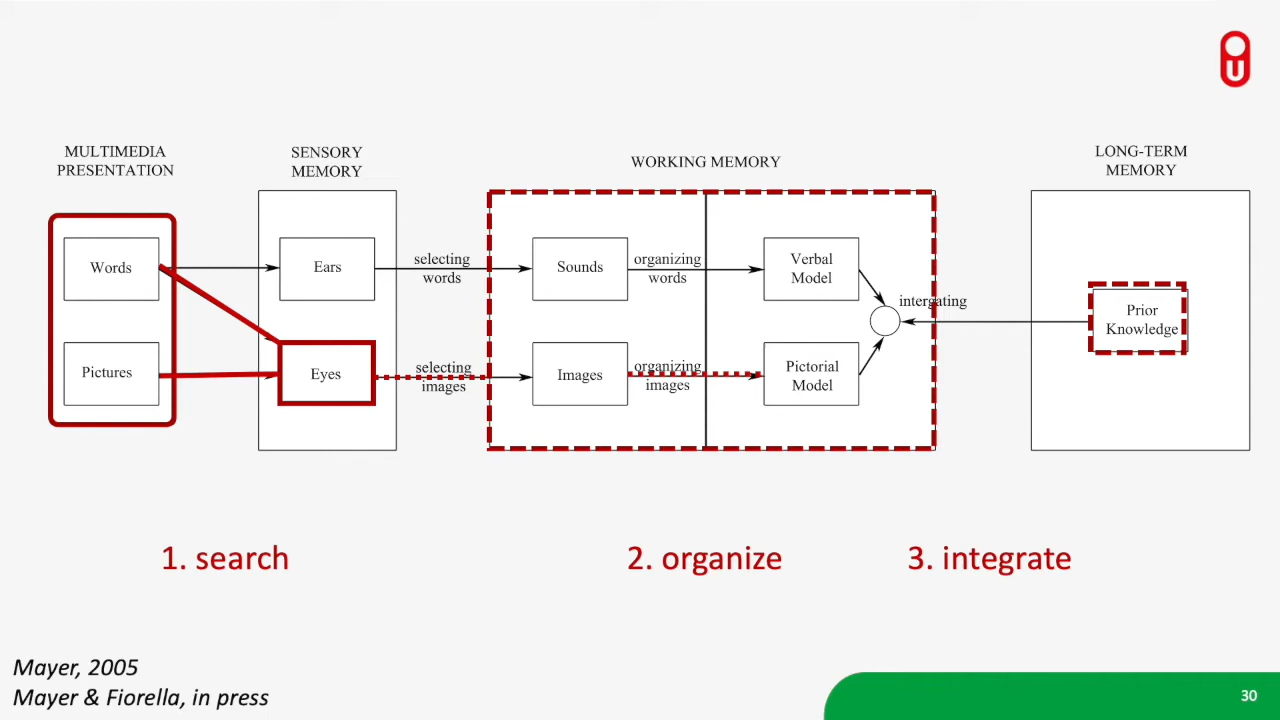 MULTIMEDIA
PRESENTATION
SENSORY
MEMORY
WORKING MEMORY
LONG-TERM
MEMORY
Words
Ears
selecting
words
Sounds
organizing
words
Verbal
Model
intergating
Prior
Knowledge
Pictures
Eyes
selecting
images
Images
organizing
images
Pictorial
Model
1. search
2. organize
3. integrate
Mayer, 2005
Mayer & Fiorella, in press
30
U